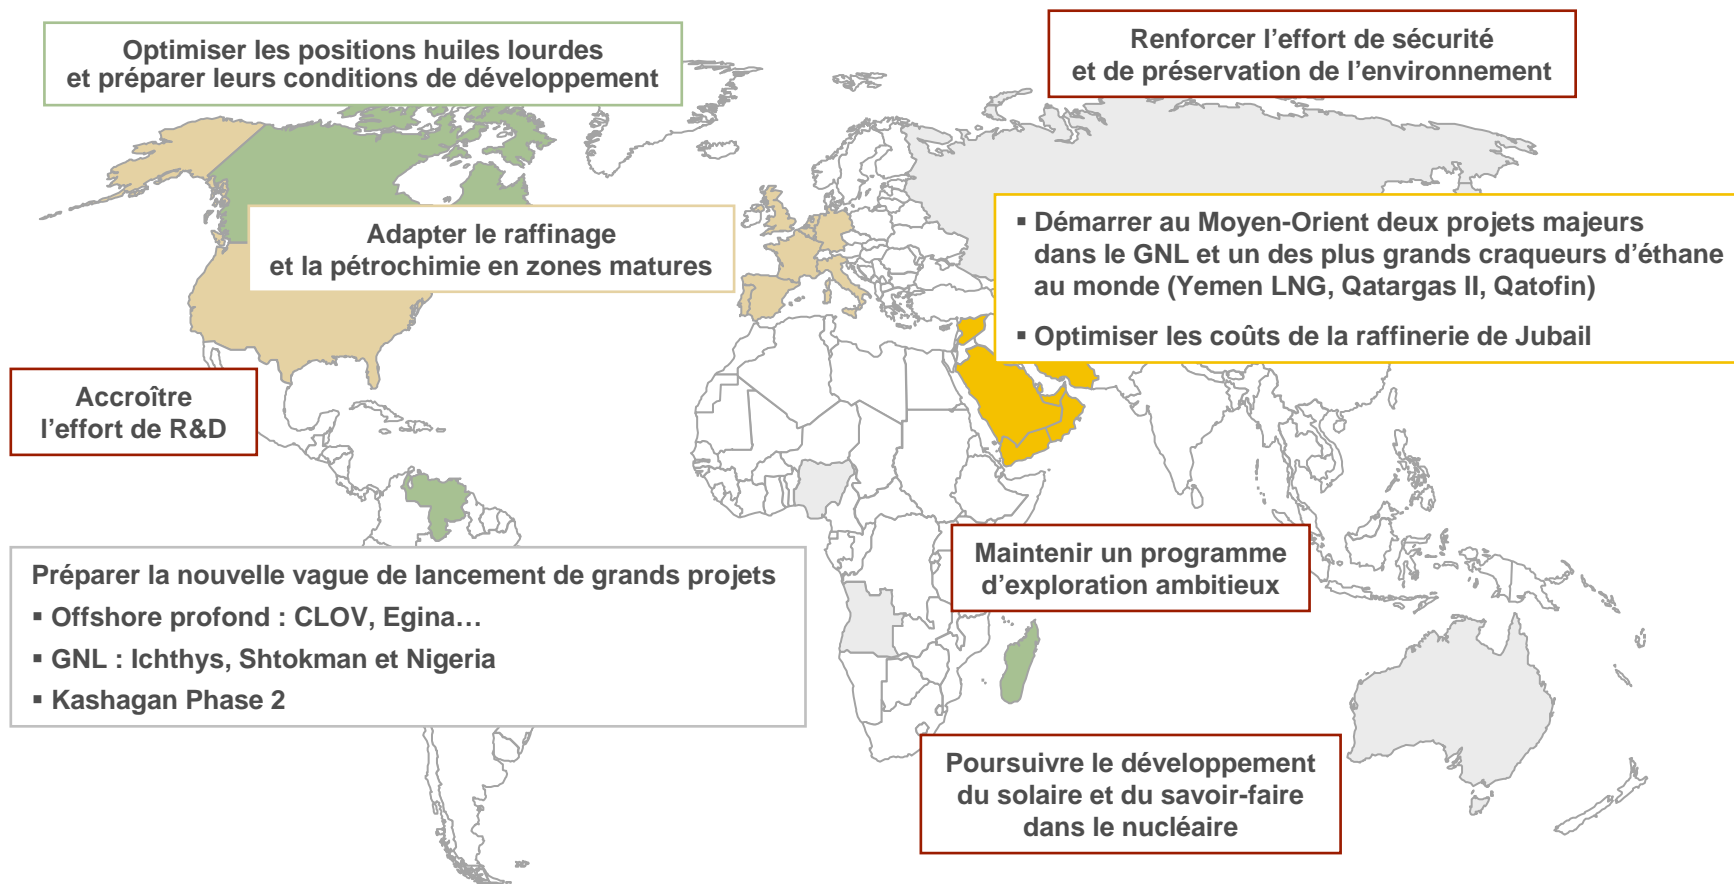 Optimiser les positions huiles lourdes
et préparer leurs conditions de développement
Renforcer l’effort de sécurité
et de préservation de l’environnement
Adapter le raffinage
et la pétrochimie en zones matures
▪ Démarrer au Moyen-Orient deux projets majeurs
dans le GNL et un des plus grands craqueurs d’éthane
au monde (Yemen LNG, Qatargas II, Qatofin)
▪ Optimiser les coûts de la raffinerie de Jubail
Accroître
l’effort de R&D
Préparer la nouvelle vague de lancement de grands projets
▪ Offshore profond : CLOV, Egina…
▪ GNL : Ichthys, Shtokman et Nigeria
▪ Kashagan Phase 2
Maintenir un programme
d’exploration ambitieux
Poursuivre le développement
du solaire et du savoir-faire
dans le nucléaire